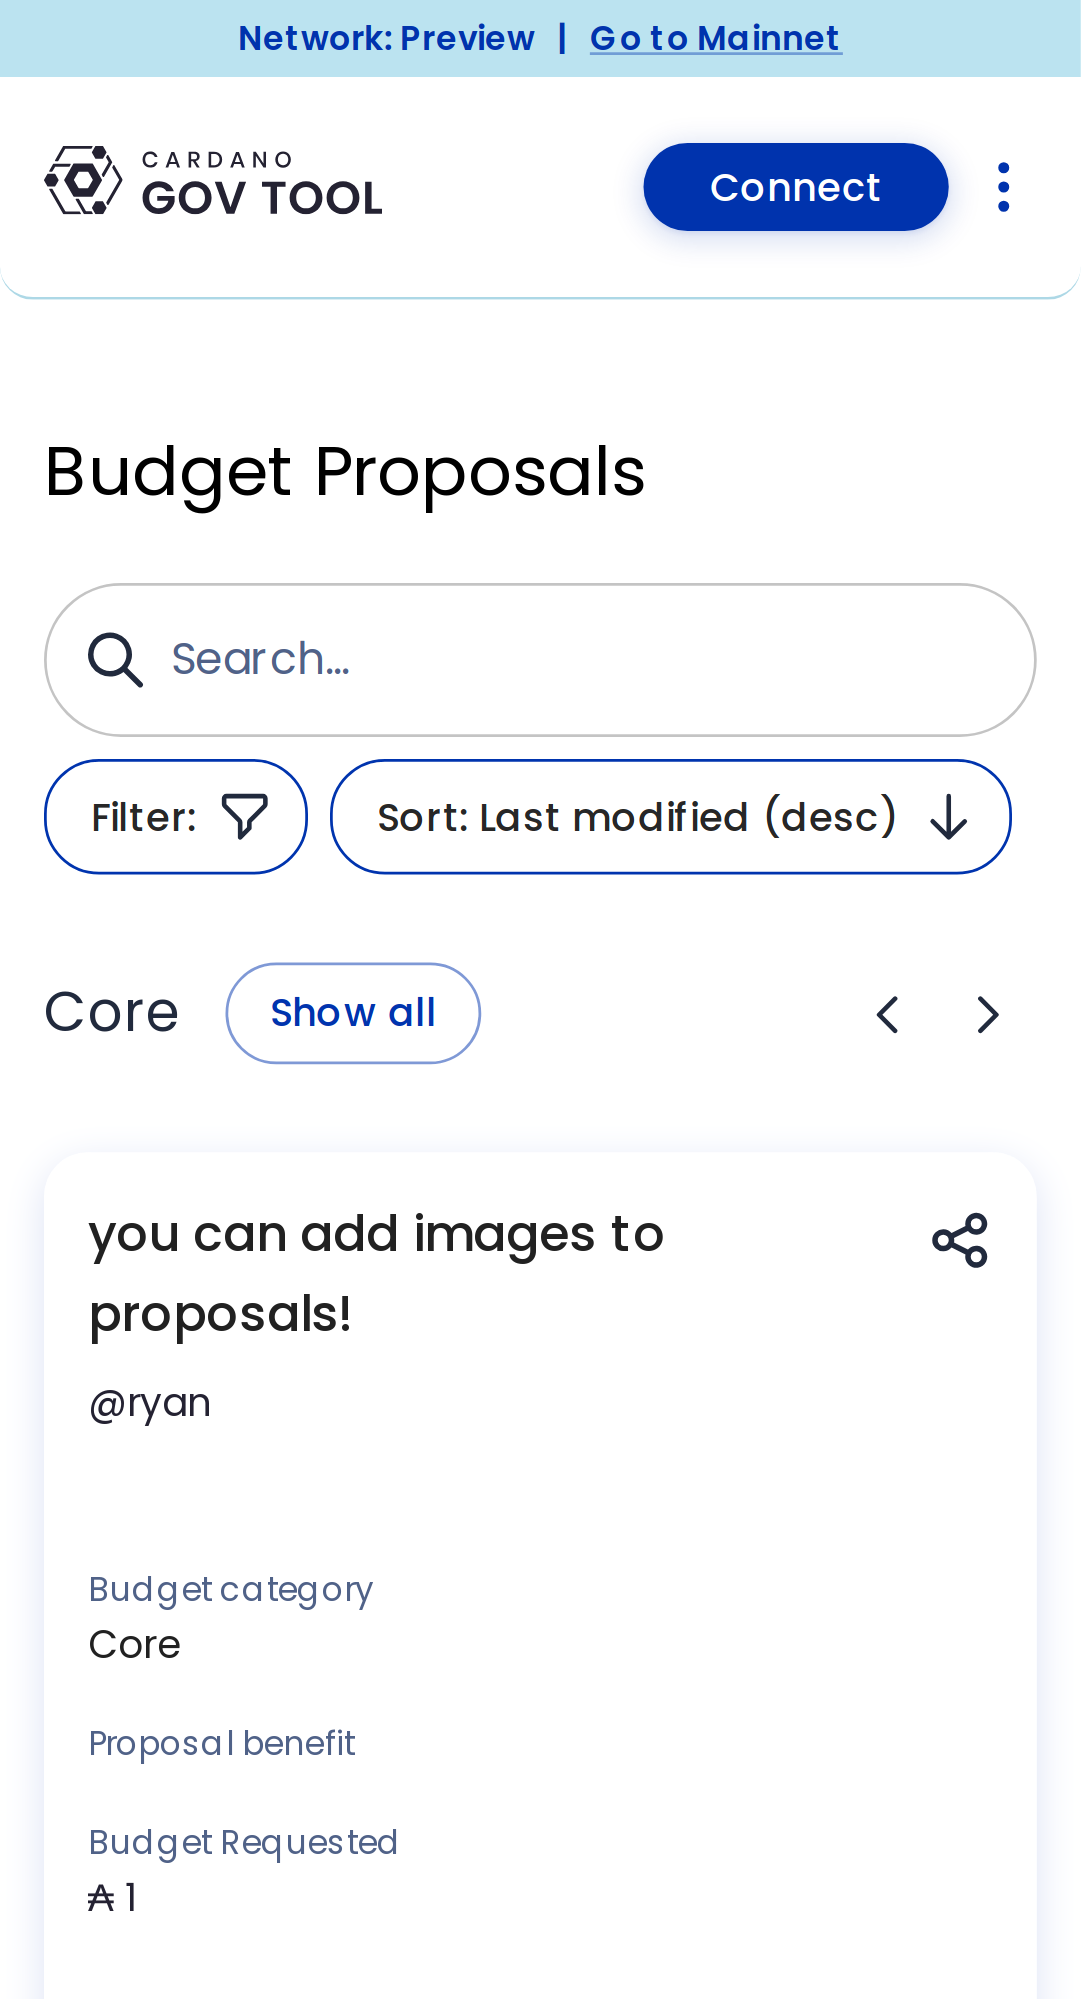 Network: Preview | Go to Mainnet
CARDANO
GOV TOOL
Connect
Budget Proposals
Search...
Filter:
Sort: Last modified (desc)
Core
Show all
you can add images to
proposals!
@ryan
Budget category
Core
Proposal benefit
Budget Requested
₳ 1